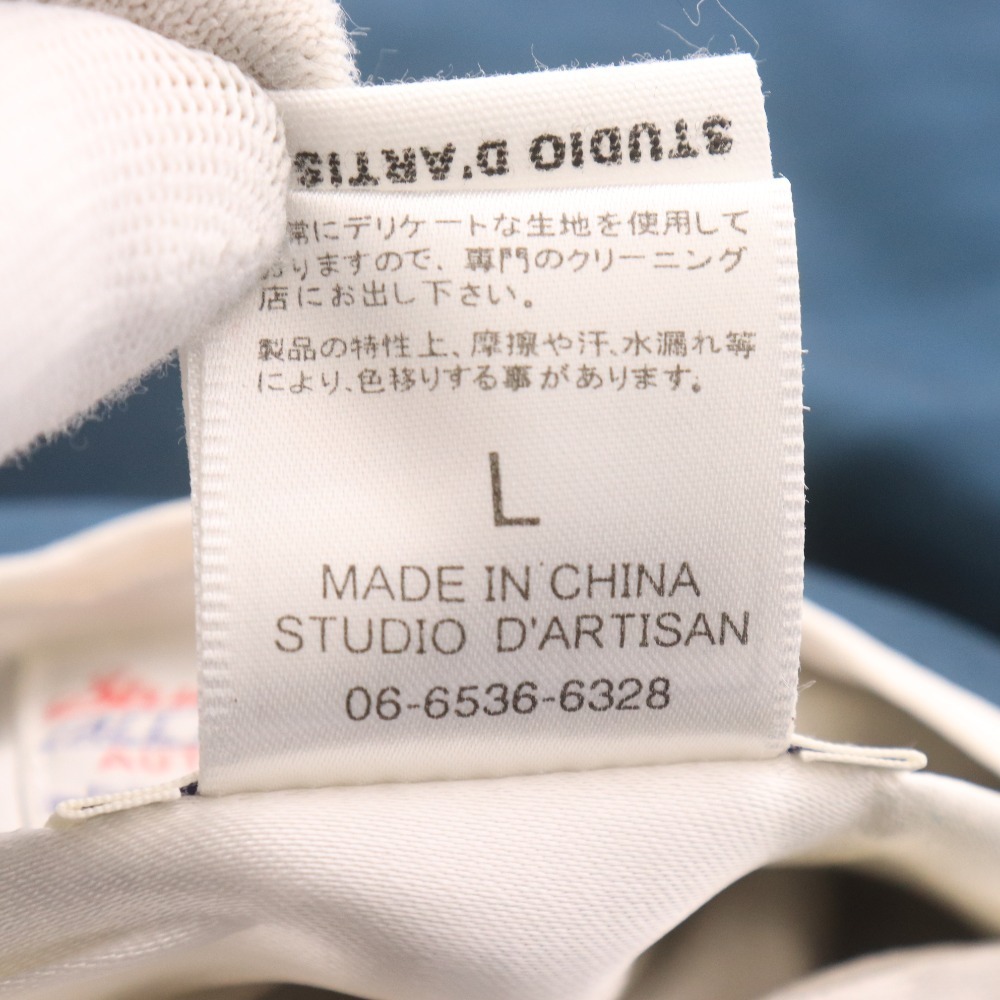 STUDIO D'ARTIS
常にデリケートな生地を使用して
おりますので、専門のクリーニング
店にお出し下さい。
製品の特性上、摩擦や汗、水漏れ等
により、色移りする事があります。
L
MADE IN CHINA
STUDIO D'ARTISAN
06-6536-6328